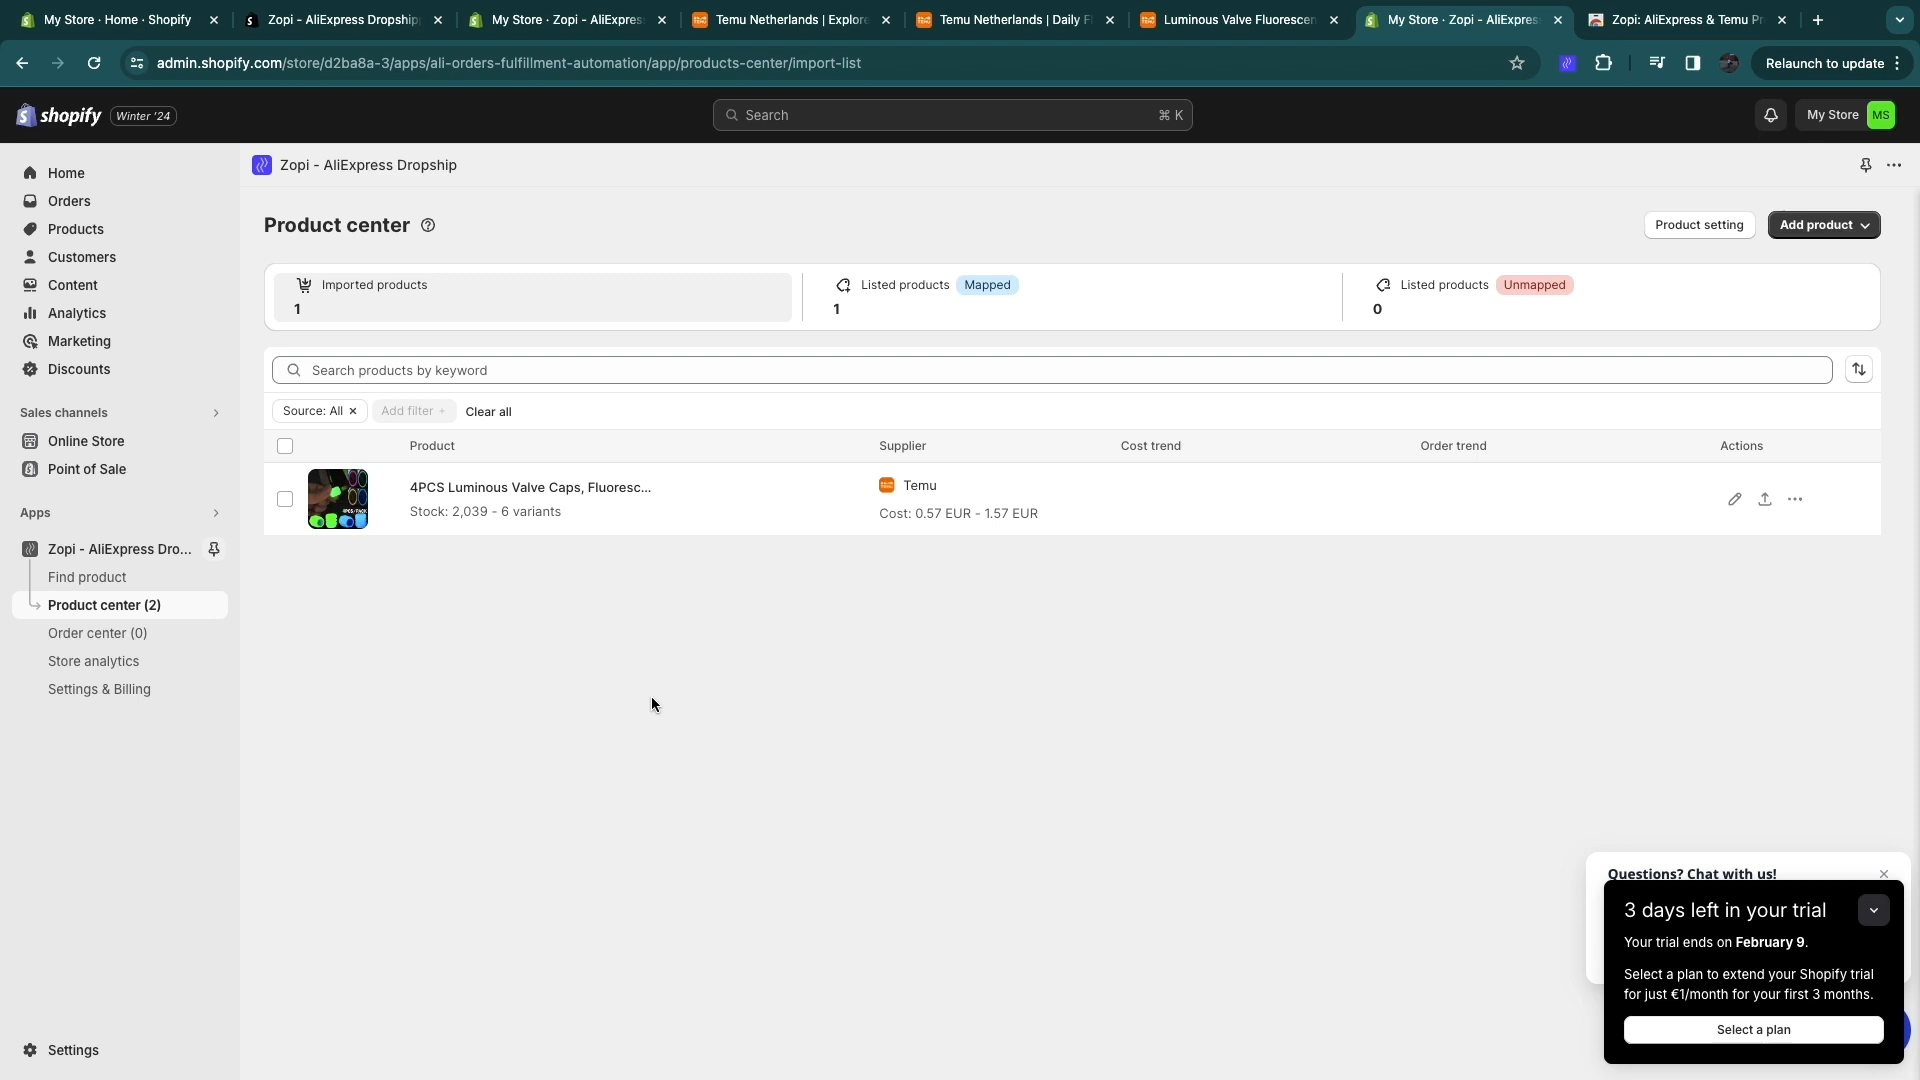 My Store · Home · Shopify
Zopi - AliExpress Dropship
My Store · Zopi - AliExpres
Temu Netherlands | Explore
Temu Netherlands | Daily F
Luminous Valve Fluorescen
My Store · Zopi - AliExpres
Zopi: AliExpress & Temu Pr
admin.shopify.com/store/d2ba8a-3/apps/ali-orders-fulfillment-automation/app/products-center/import-list
Relaunch to update
shopify
Winter '24
Search
⌘ K
My Store
MS
Home
Orders
Products
Customers
Content
Analytics
Marketing
Discounts
Sales channels
Online Store
Point of Sale
Apps
Zopi - AliExpress Dro...
Find product
Product center (2)
Order center (0)
Store analytics
Settings & Billing
Settings
Zopi - AliExpress Dropship
Product center
Product setting
Add product
Imported products
1
Listed products Mapped
1
Listed products Unmapped
0
Search products by keyword
Source: All
Add filter +
Clear all
Product
Supplier
Cost trend
Order trend
Actions
4PCS Luminous Valve Caps, Fluoresc...
Stock: 2,039 - 6 variants
Temu
Cost: 0.57 EUR - 1.57 EUR
4PCS/PACK
Questions? Chat with us!
3 days left in your trial
Your trial ends on February 9.
Select a plan to extend your Shopify trial
for just €1/month for your first 3 months.
Select a plan